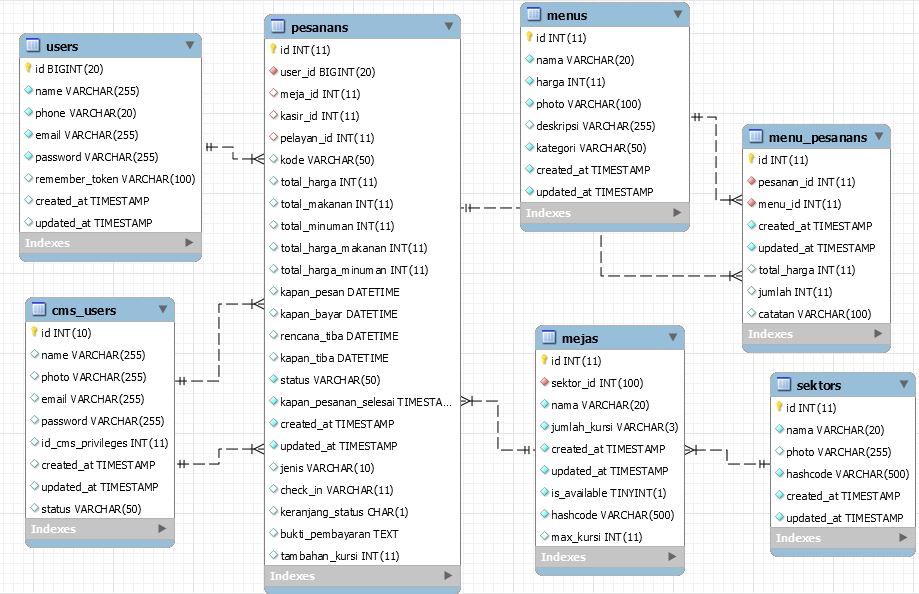 users
id BIGINT(20)
name VARCHAR(255)
phone VARCHAR(20)
email VARCHAR(255)
password VARCHAR(255)
remember_token VARCHAR(100)
created_at TIMESTAMP
updated_at TIMESTAMP
Indexes
cms_users
id INT(10)
name VARCHAR(255)
photo VARCHAR(255)
email VARCHAR(255)
password VARCHAR(255)
id_cms_privileges INT(11)
created_at TIMESTAMP
updated_at TIMESTAMP
status VARCHAR(50)
Indexes
pesanans
id INT(11)
user_id BIGINT(20)
meja_id INT(11)
kasir_id INT(11)
pelayan_id INT(11)
kode VARCHAR(50)
total_harga INT(11)
total_makanan INT(11)
total_minuman INT(11)
total_harga_makanan INT(11)
total_harga_minuman INT(11)
kapan_pesan DATETIME
kapan_bayar DATETIME
rencana_tiba DATETIME
kapan_tiba DATETIME
status VARCHAR(50)
kapan_pesanan_selesai TIMESTA...
created_at TIMESTAMP
updated_at TIMESTAMP
jenis VARCHAR(10)
check_in VARCHAR(11)
keranjang_status CHAR(1)
bukti_pembayaran TEXT
tambahan_kursi INT(11)
Indexes
menus
id INT(11)
nama VARCHAR(20)
harga INT(11)
photo VARCHAR(100)
deskripsi VARCHAR(255)
kategori VARCHAR(50)
created_at TIMESTAMP
updated_at TIMESTAMP
Indexes
mejas
id INT(11)
sektor_id INT(100)
nama VARCHAR(20)
jumlah_kursi VARCHAR(3)
created_at TIMESTAMP
updated_at TIMESTAMP
is_available TINYINT(1)
hashcode VARCHAR(500)
max_kursi INT(11)
Indexes
menu_pesanans
id INT(11)
pesanan_id INT(11)
menu_id INT(11)
created_at TIMESTAMP
updated_at TIMESTAMP
total_harga INT(11)
jumlah INT(11)
catatan VARCHAR(100)
Indexes
sektors
id INT(11)
nama VARCHAR(20)
photo VARCHAR(255)
hashcode VARCHAR(500)
created_at TIMESTAMP
updated_at TIMESTAMP
Indexes